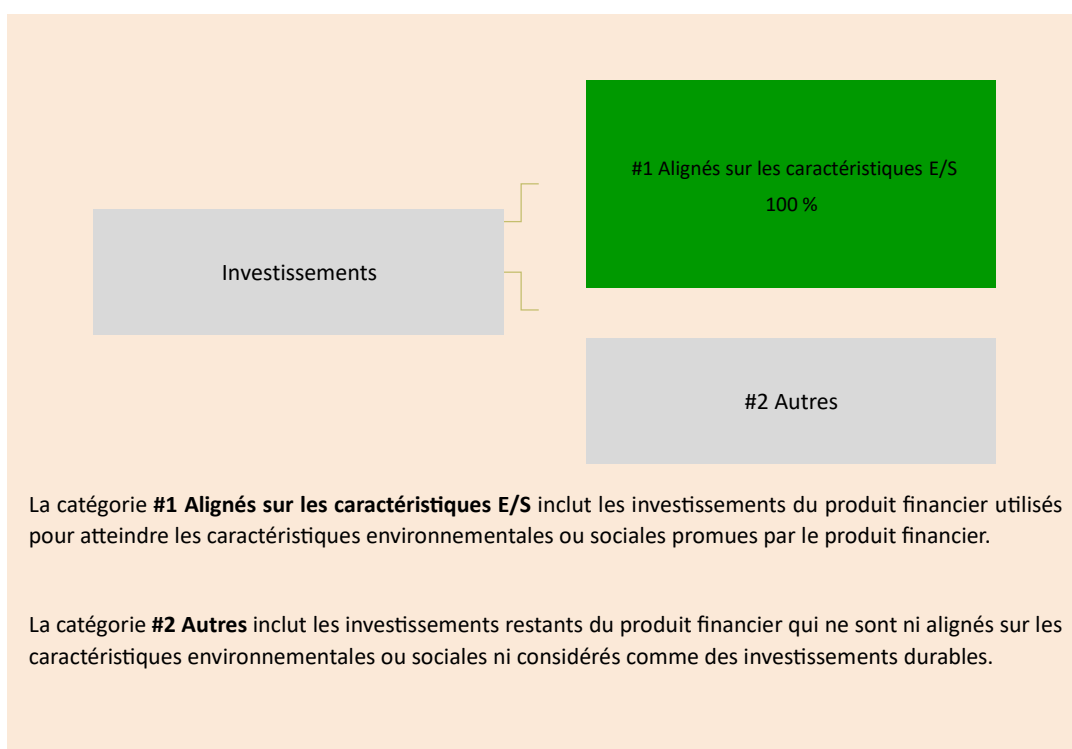 #1 Alignés sur les caractéristiques E/S
100 %
Investissements
#2 Autres
La catégorie #1 Alignés sur les caractéristiques E/S inclut les investissements du produit financier utilisés
pour atteindre les caractéristiques environnementales ou sociales promues par le produit financier.
La catégorie #2 Autres inclut les investissements restants du produit financier qui ne sont ni alignés sur les
caractéristiques environnementales ou sociales ni considérés comme des investissements durables.